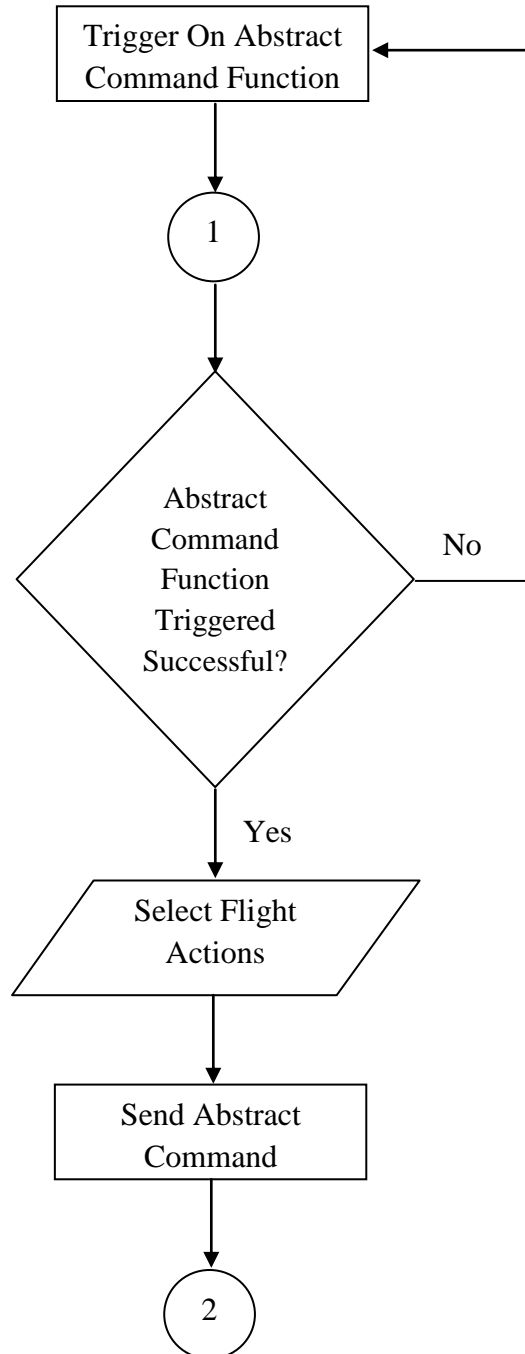 Trigger On Abstract
Command Function
1
Abstract
Command
Function
Triggered
Successful?
No
Yes
Select Flight
Actions
Send Abstract
Command
2